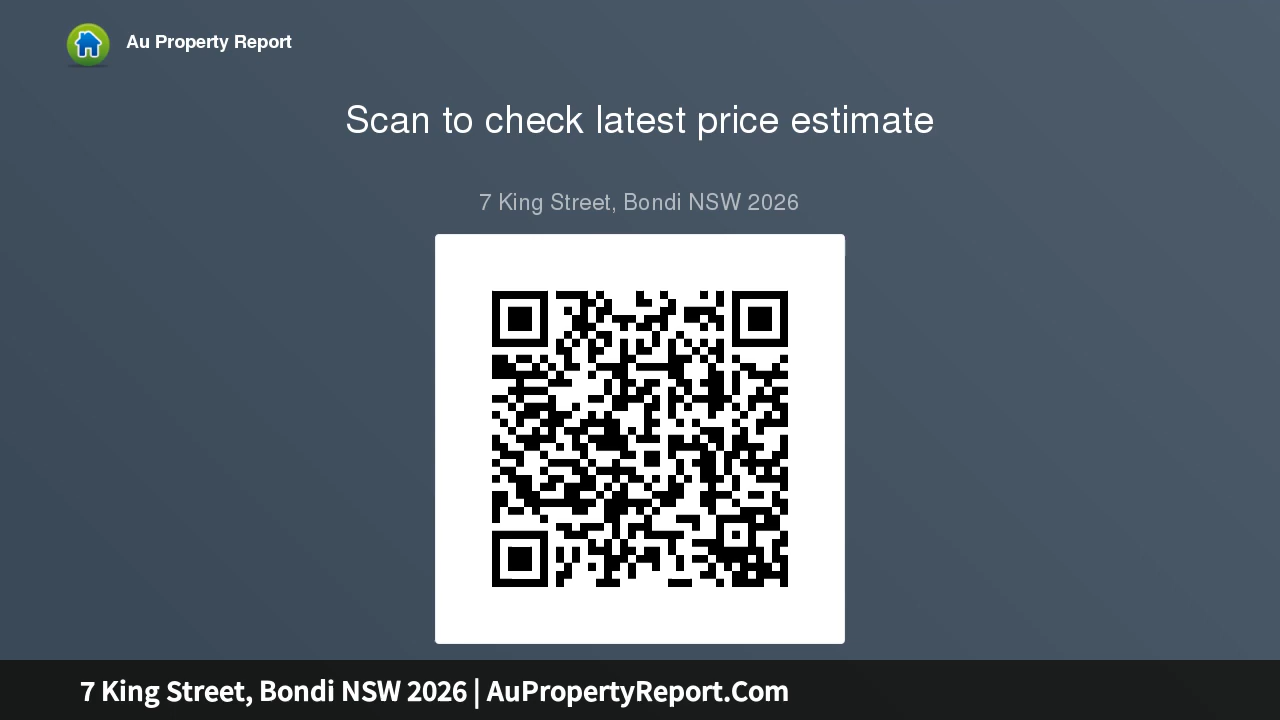 Au Property Report
Scan to check latest price estimate
7 King Street, Bondi NSW 2026
7 King Street, Bondi NSW 2026 | AuPropertyReport.Com